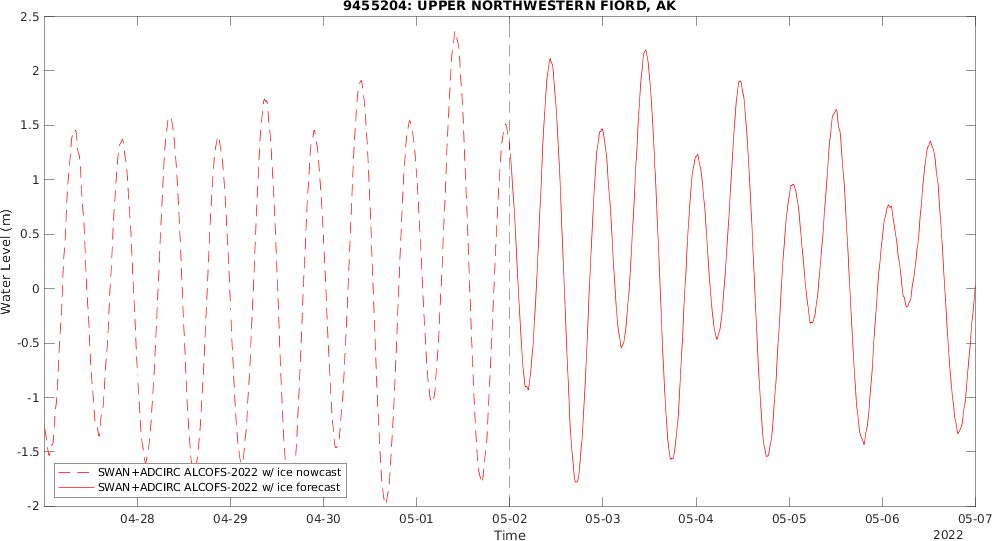 9455204: UPPER NORTHWESTERN FIORD, AK
Water Level (m)
2.5
2
1.5
1
0.5
0
-0.5
-1
-1.5
-2
SWAN+ADCIRC ALCOFS-2022 w/ ice nowcast
SWAN+ADCIRC ALCOFS-2022 w/ ice forecast
04-28 04-29 04-30 05-01 05-02 05-03 05-04 05-05 05-06 05-07
Time
2022